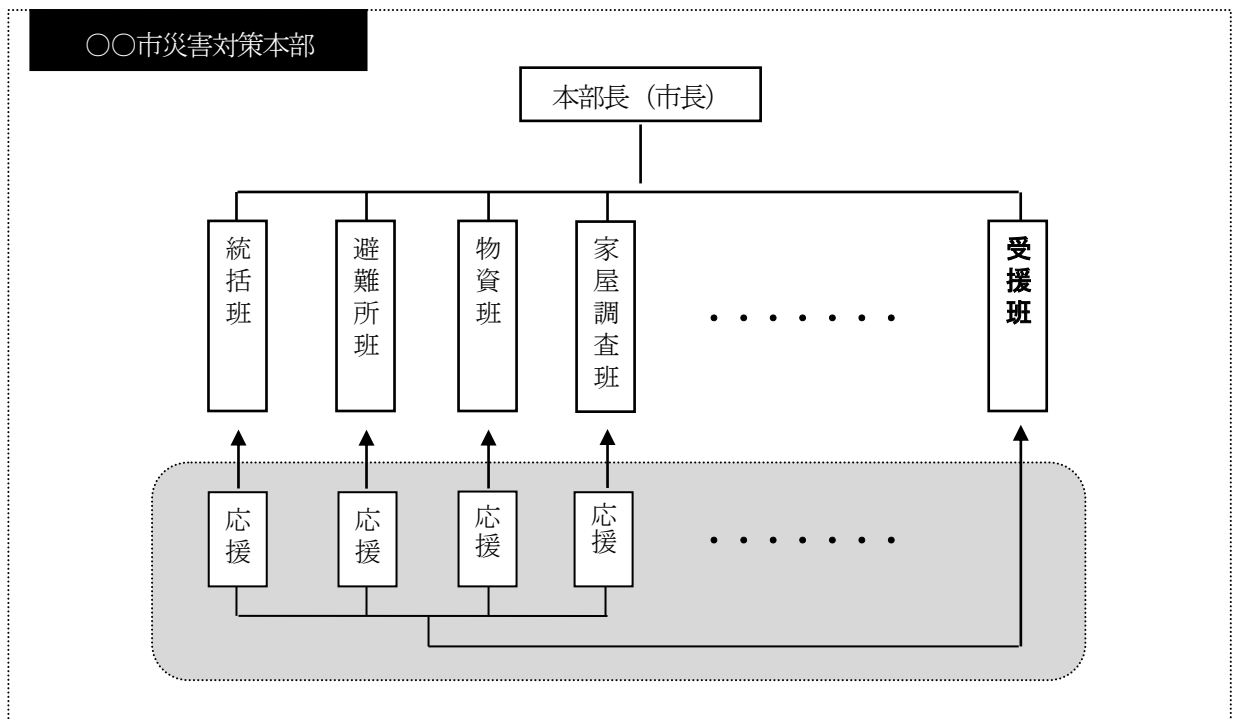 ○○市災害対策本部
本部長（市長）
統括班
避難所班
物資班
家屋調査班
・・・・・・・
受援班
応援
応援
応援
応援
・・・・・・・